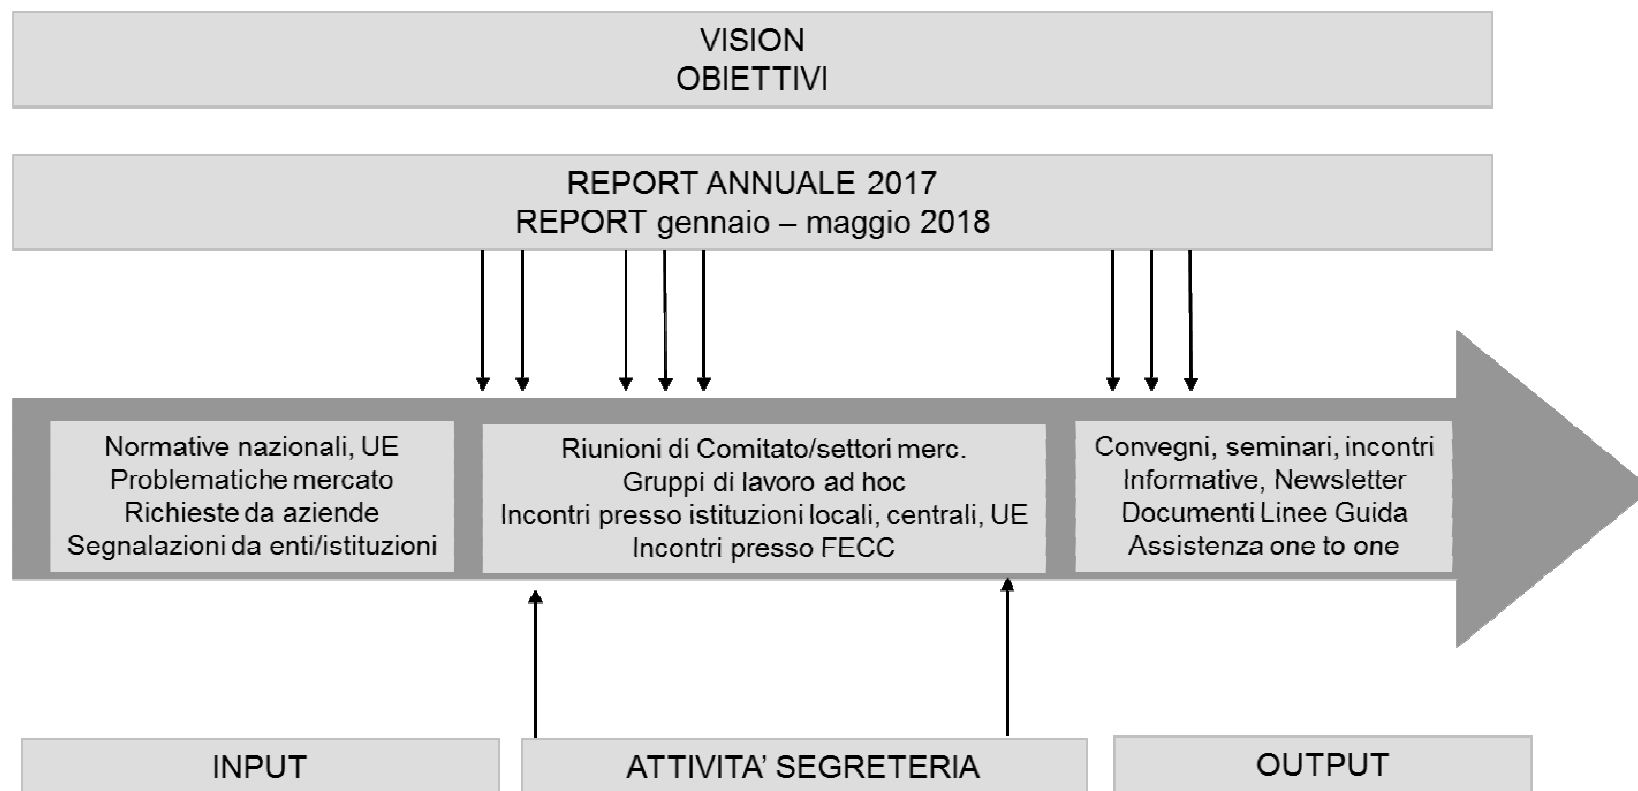 VISION
OBIETTIVI
REPORT ANNUALE 2017
REPORT gennaio – maggio 2018
Normative nazionali, UE
Problematiche mercato
Richieste da aziende
Segnalazioni da enti/istituzioni
Riunioni di Comitato/settori merc.
Gruppi di lavoro ad hoc
Incontri presso istituzioni locali, centrali, UE
Incontri presso FECC
Convegni, seminari, incontri
Informative, Newsletter
Documenti Linee Guida
Assistenza one to one
INPUT
ATTIVITA’ SEGRETERIA
OUTPUT